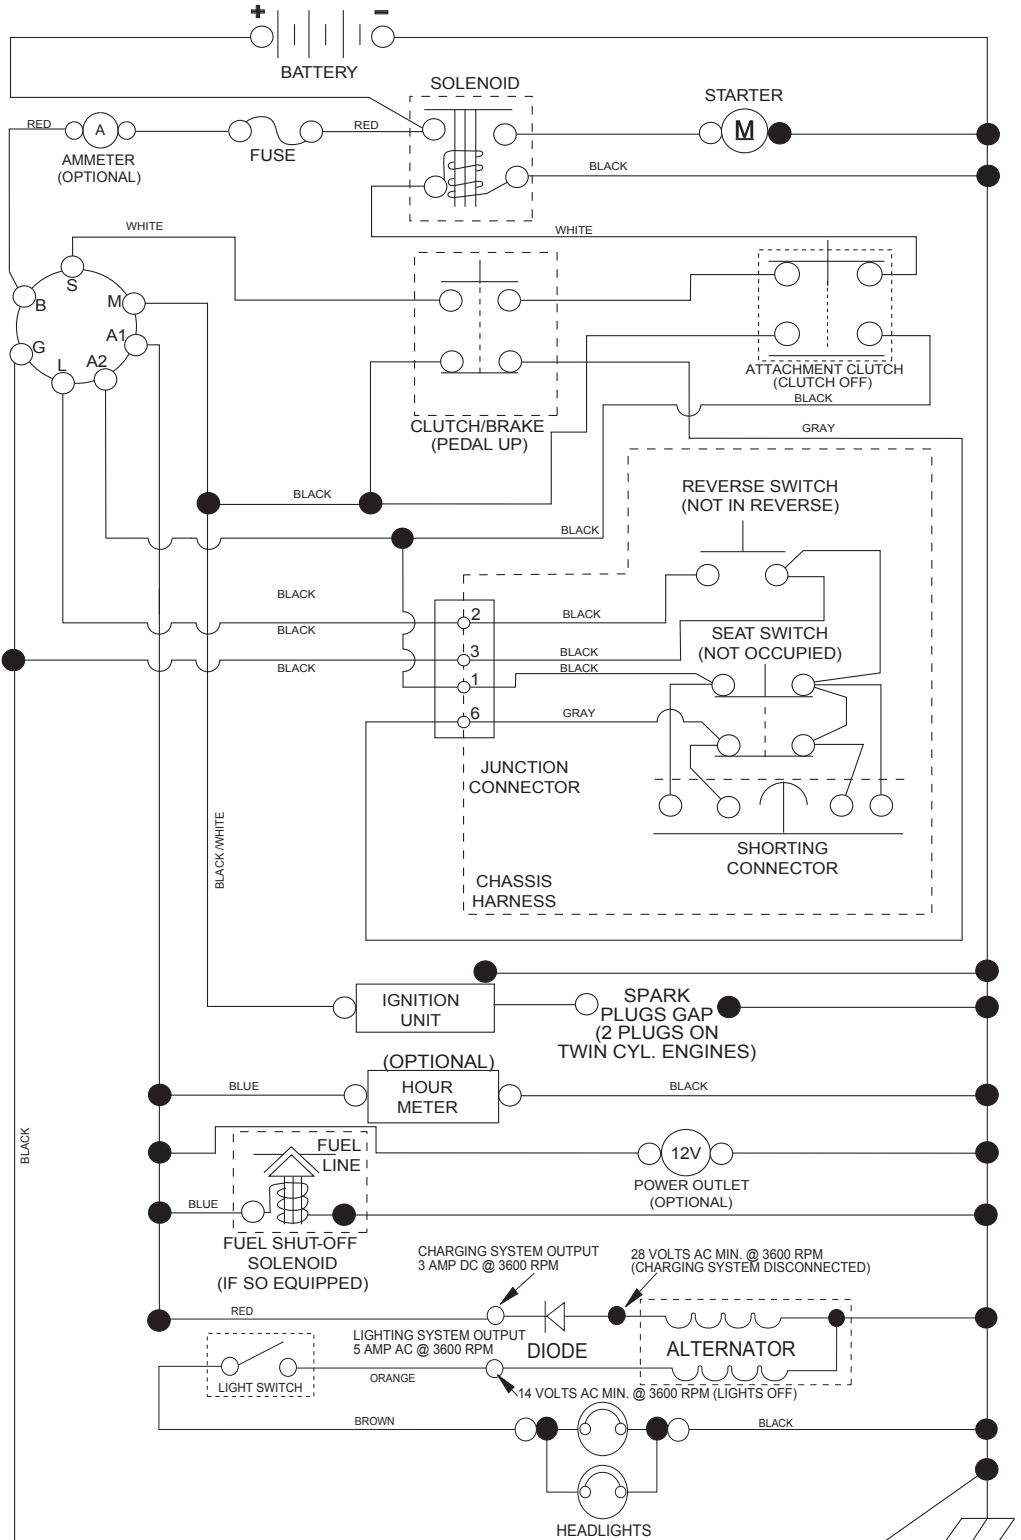 + −
BATTERY
SOLENOID
STARTER
RED
A
RED
M
AMMETER
(OPTIONAL)
FUSE
BLACK
WHITE
WHITE
S
B
M
A1
G
L
A2
CLUTCH/BRAKE
(PEDAL UP)
ATTACHMENT CLUTCH
(CLUTCH OFF)
BLACK
GRAY
REVERSE SWITCH
(NOT IN REVERSE)
BLACK
BLACK
BLACK
2
BLACK
BLACK
SEAT SWITCH
(NOT OCCUPIED)
3
BLACK
BLACK
BLACK
1
6
GRAY
JUNCTION
CONNECTOR
BLACK /WHITE
SHORTING
CONNECTOR
CHASSIS
HARNESS
IGNITION
UNIT
SPARK
PLUGS GAP
(2 PLUGS ON
TWIN CYL. ENGINES)
(OPTIONAL)
BLUE
HOUR
METER
BLACK
BLACK
FUEL
LINE
12V
POWER OUTLET
(OPTIONAL)
BLUE
FUEL SHUT-OFF
SOLENOID
(IF SO EQUIPPED)
CHARGING SYSTEM OUTPUT
3 AMP DC @ 3600 RPM
28 VOLTS AC MIN. @ 3600 RPM
(CHARGING SYSTEM DISCONNECTED)
RED
LIGHTING SYSTEM OUTPUT
5 AMP AC @ 3600 RPM
DIODE
ALTERNATOR
LIGHT SWITCH
ORANGE
14 VOLTS AC MIN. @ 3600 RPM (LIGHTS OFF)
BROWN
BLACK
HEADLIGHTS